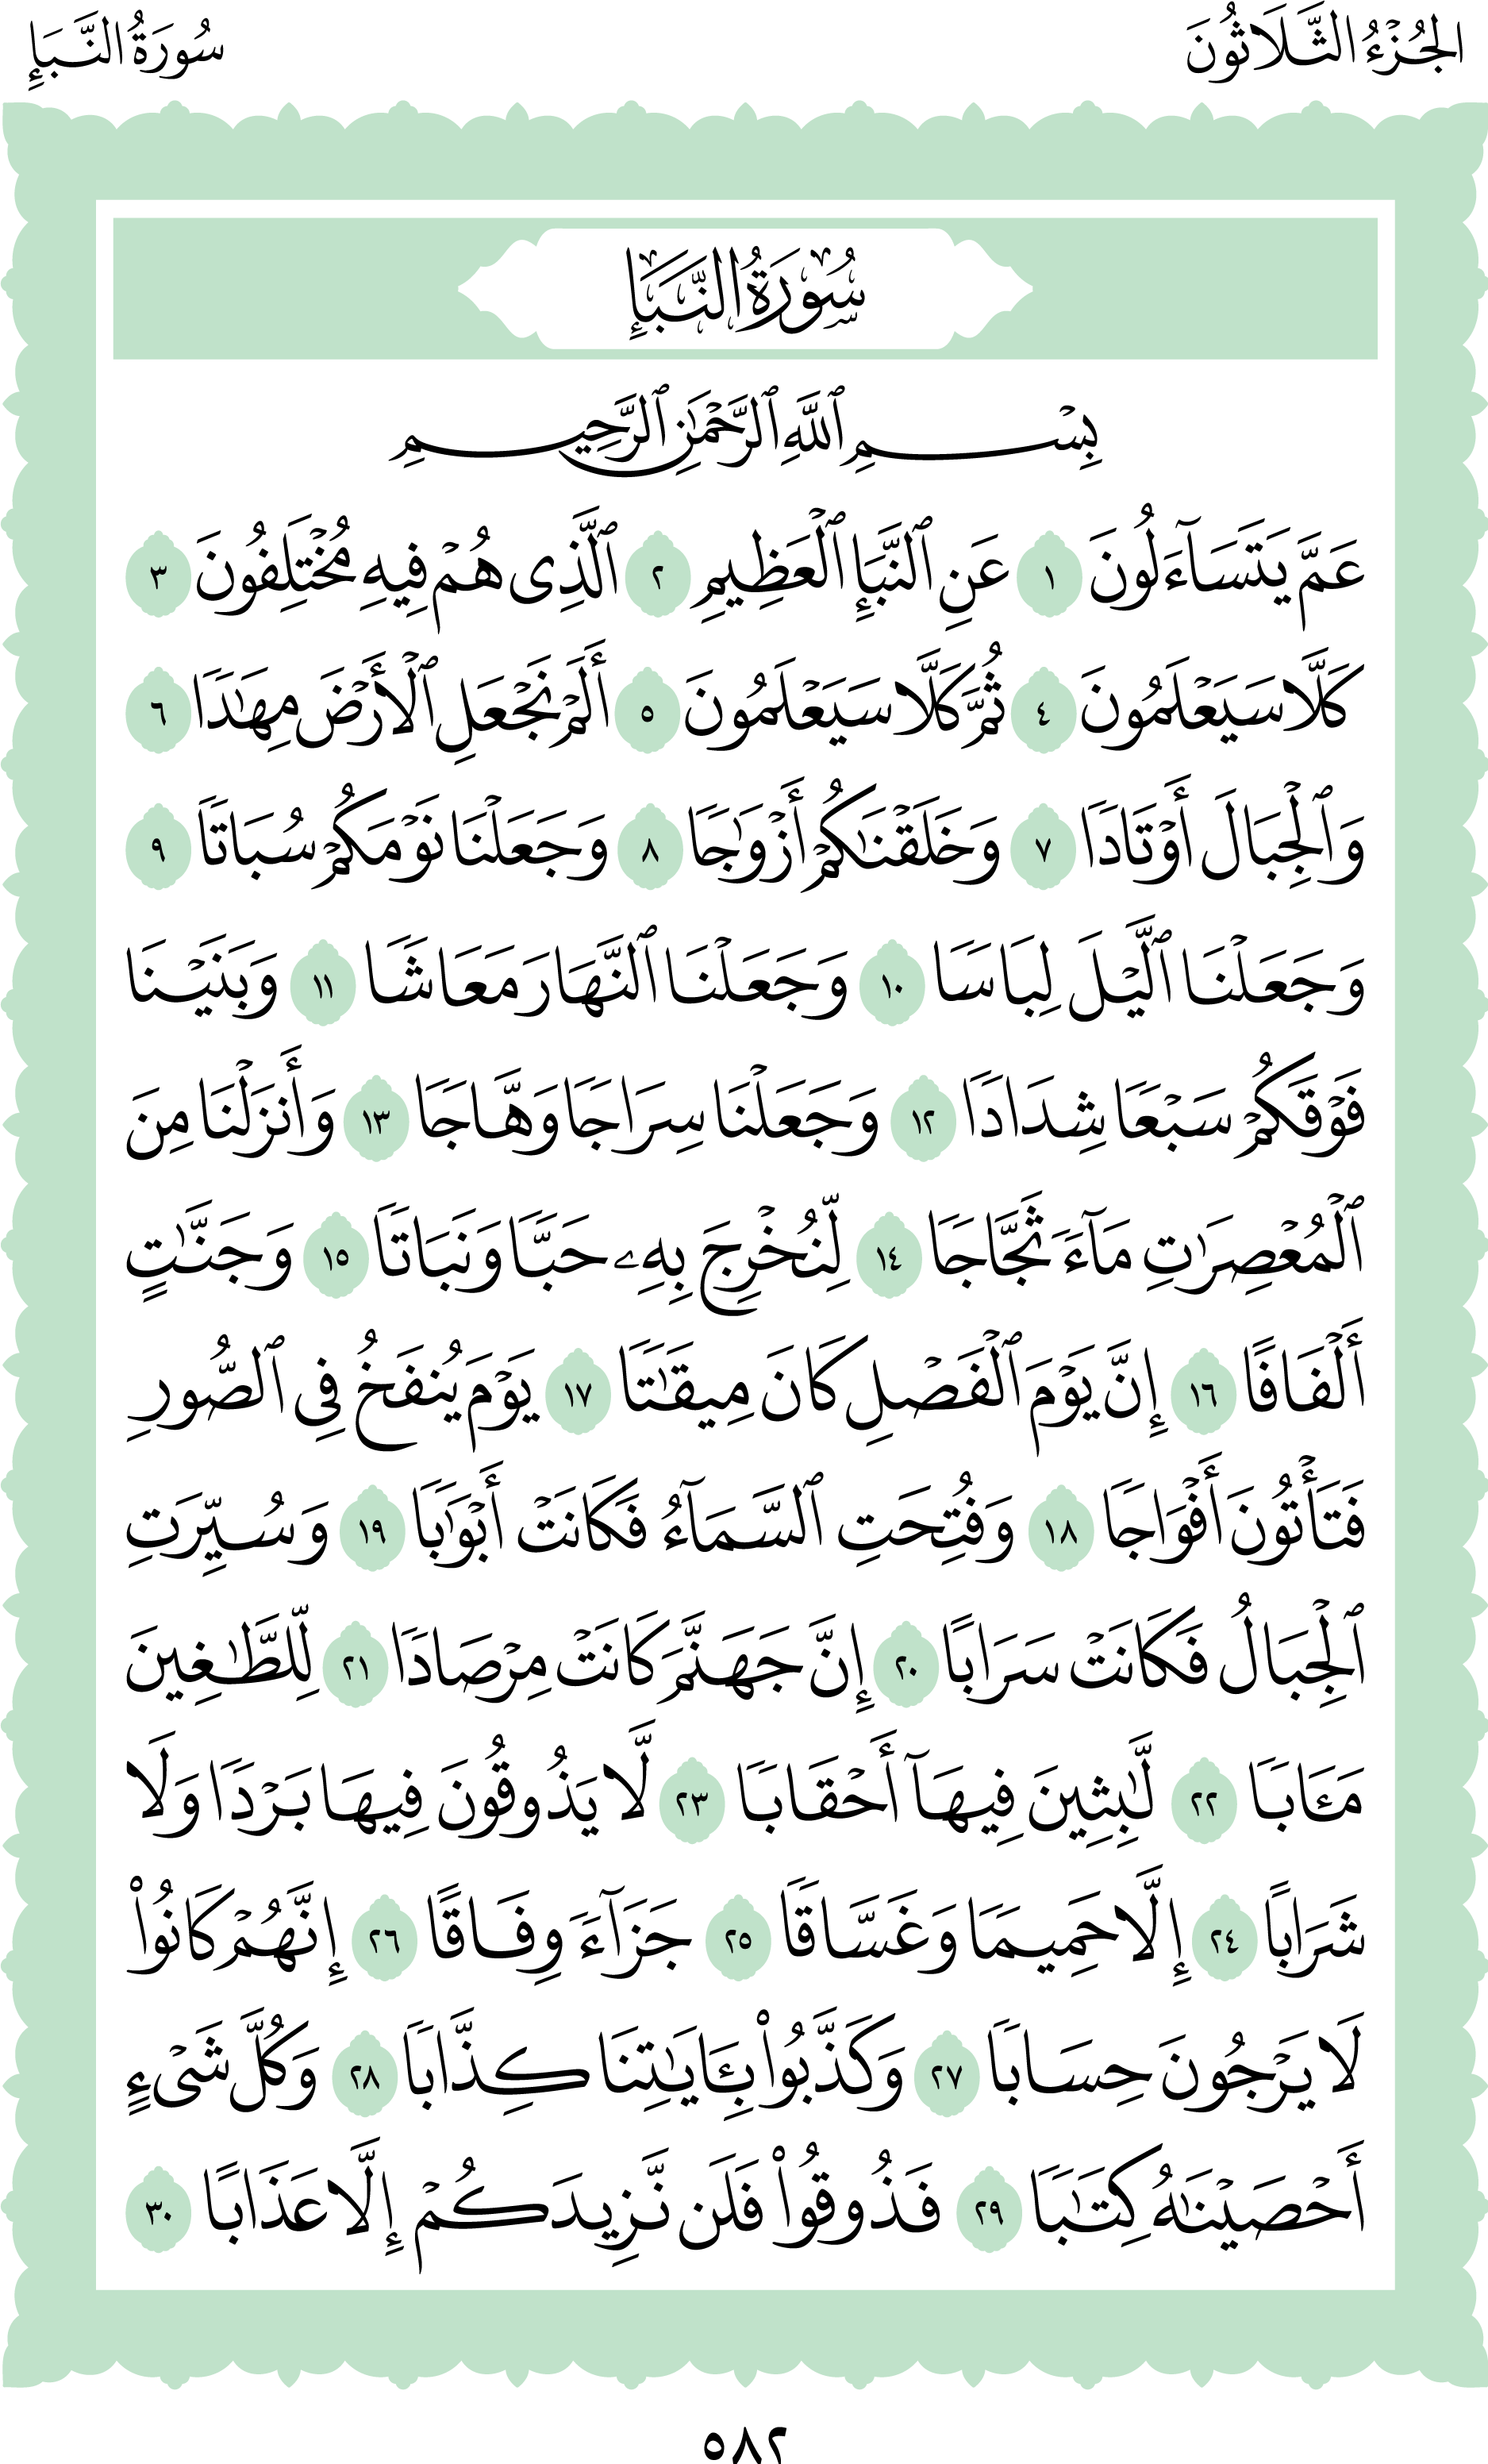 الجُزْءُ الثَّلَاثُونَ
سُورَةُ النَّبَإِ
سُورَةُ النَّبَإِ
بِسْمِ ٱللَّهِ ٱلرَّحْمَٰنِ ٱلرَّحِيمِ
عَمَّ يَتَسَآءَلُونَ ١ عَنِ ٱلنَّبَإِ ٱلْعَظِيمِ ٢ ٱلَّذِى هُمْ فِيهِ مُخْتَلِفُونَ ٣
كَلَّا سَيَعْلَمُونَ ٤ ثُمَّ كَلَّا سَيَعْلَمُونَ ٥ أَلَمْ نَجْعَلِ ٱلْأَرْضَ مِهَٰدًا ٦
وَٱلْجِبَالَ أَوْتَادًا ٧ وَخَلَقْنَٰكُمْ أَزْوَٰجًا ٨ وَجَعَلْنَا نَوْمَكُمْ سُبَاتًا ٩
وَجَعَلْنَا ٱلَّيْلَ لِبَاسًا ١٠ وَجَعَلْنَا ٱلنَّهَارَ مَعَاشًا ١١ وَبَنَيْنَا
فَوْقَكُمْ سَبْعًا شِدَادًا ١٢ وَجَعَلْنَا سِرَاجًا وَهَّاجًا ١٣ وَأَنزَلْنَا مِنَ
ٱلْمُعْصِرَٰتِ مَآءً ثَجَّاجًا ١٤ لِّنُخْرِجَ بِهِۦ حَبًّا وَنَبَاتًا ١٥ وَجَنَّٰتٍ
أَلْفَافًا ١٦ إِنَّ يَوْمَ ٱلْفَصْلِ كَانَ مِيقَٰتًا ١٧ يَوْمَ يُنفَخُ فِى ٱلصُّورِ
فَتَأْتُونَ أَفْوَاجًا ١٨ وَفُتِحَتِ ٱلسَّمَآءُ فَكَانَتْ أَبْوَٰبًا ١٩ وَسُيِّرَتِ
ٱلْجِبَالُ فَكَانَتْ سَرَابًا ٢٠ إِنَّ جَهَنَّمَ كَانَتْ مِرْصَادًا ٢١ لِّلطَّٰغِينَ
مَـَٔابًا ٢٢ لَّٰبِثِينَ فِيهَآ أَحْقَابًا ٢٣ لَّا يَذُوقُونَ فِيهَا بَرْدًا وَلَا
شَرَابًا ٢٤ إِلَّا حَمِيمًا وَغَسَّاقًا ٢٥ جَزَآءً وِفَاقًا ٢٦ إِنَّهُمْ كَانُوا۟
لَا يَرْجُونَ حِسَابًا ٢٧ وَكَذَّبُوا۟ بِـَٔايَٰتِنَا كِذَّابًا ٢٨ وَكُلَّ شَىْءٍ
أَحْصَيْنَٰهُ كِتَٰبًا ٢٩ فَذُوقُوا۟ فَلَن نَّزِيدَكُمْ إِلَّا عَذَابًا ٣٠
٥٨٢